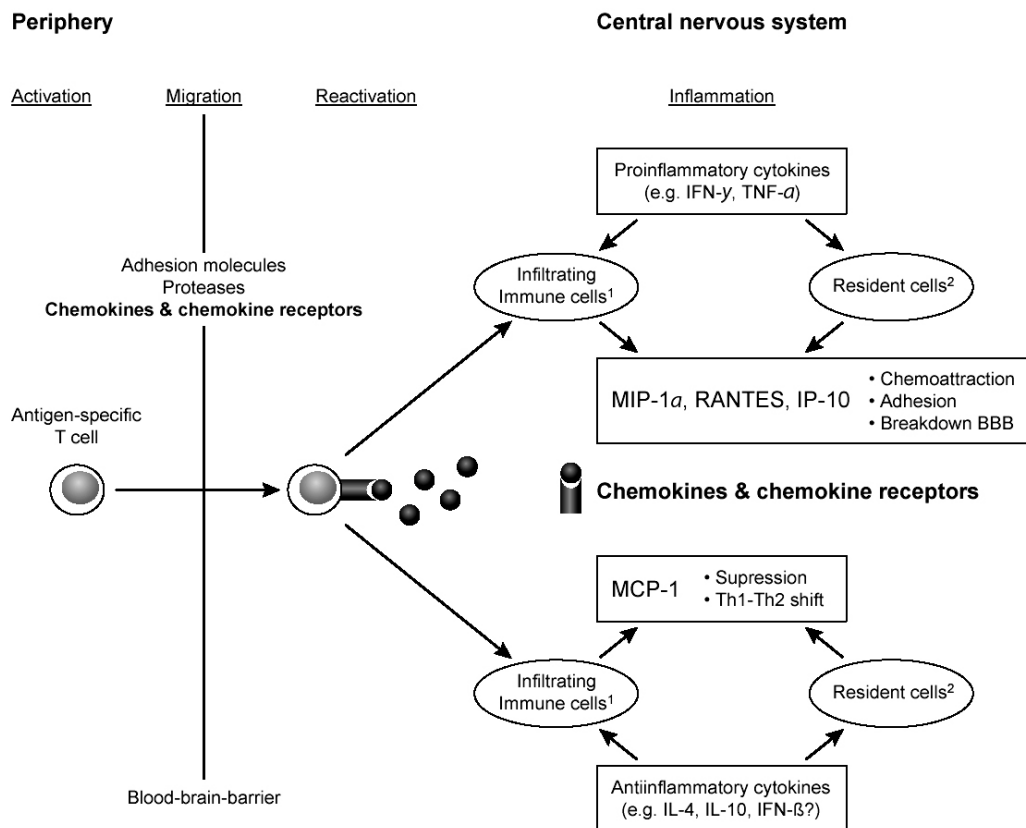 Periphery
Central nervous system
Activation
Migration
Reactivation
Inflammation
Proinflammatory cytokines
(e.g. IFN-y, TNF-a)
Adhesion molecules
Proteases
Chemokines & chemokine receptors
Infiltrating
Immune cells¹
Resident cells²
MIP-1a, RANTES, IP-10
• Chemoattraction
• Adhesion
• Breakdown BBB
Antigen-specific
T cell
Chemokines & chemokine receptors
MCP-1
• Supression
• Th1-Th2 shift
Infiltrating
Immune cells¹
Resident cells²
Blood-brain-barrier
Antiinflammatory cytokines
(e.g. IL-4, IL-10, IFN-ß?)